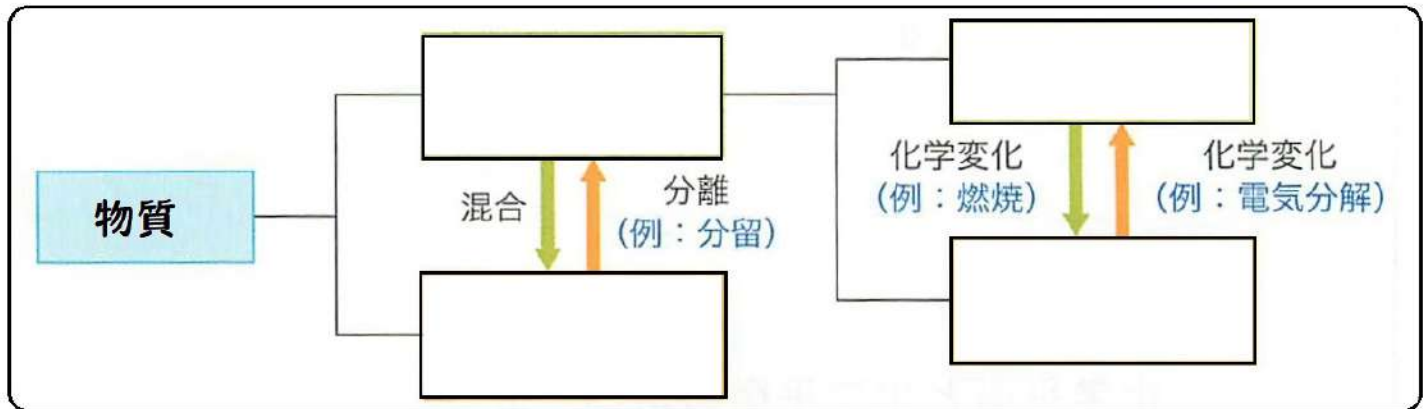 物質
混合
分離
(例：分留)
化学変化
(例：燃焼)
化学変化
(例：電気分解)